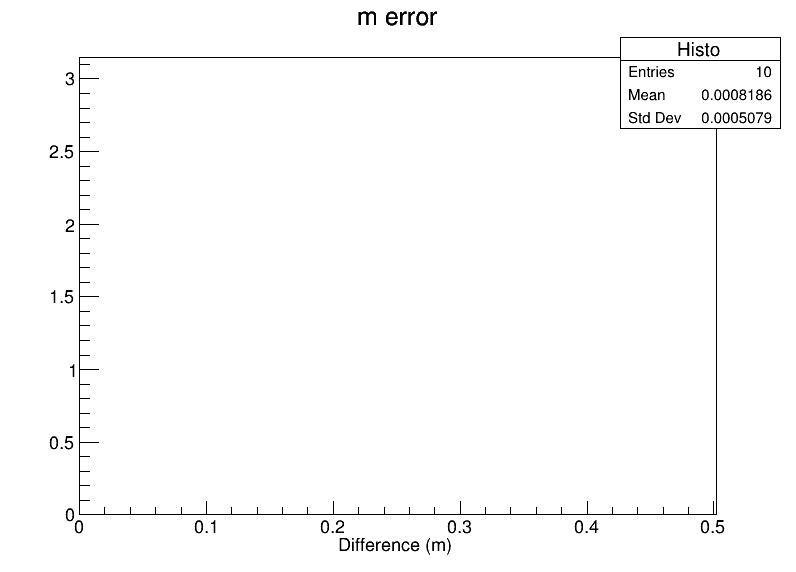 m error
Histo
Entries 10
Mean 0.0008186
Std Dev 0.0005079
3
2.5
2
1.5
1
0.5
0
0 0.1 0.2 0.3 0.4 0.5
Difference (m)